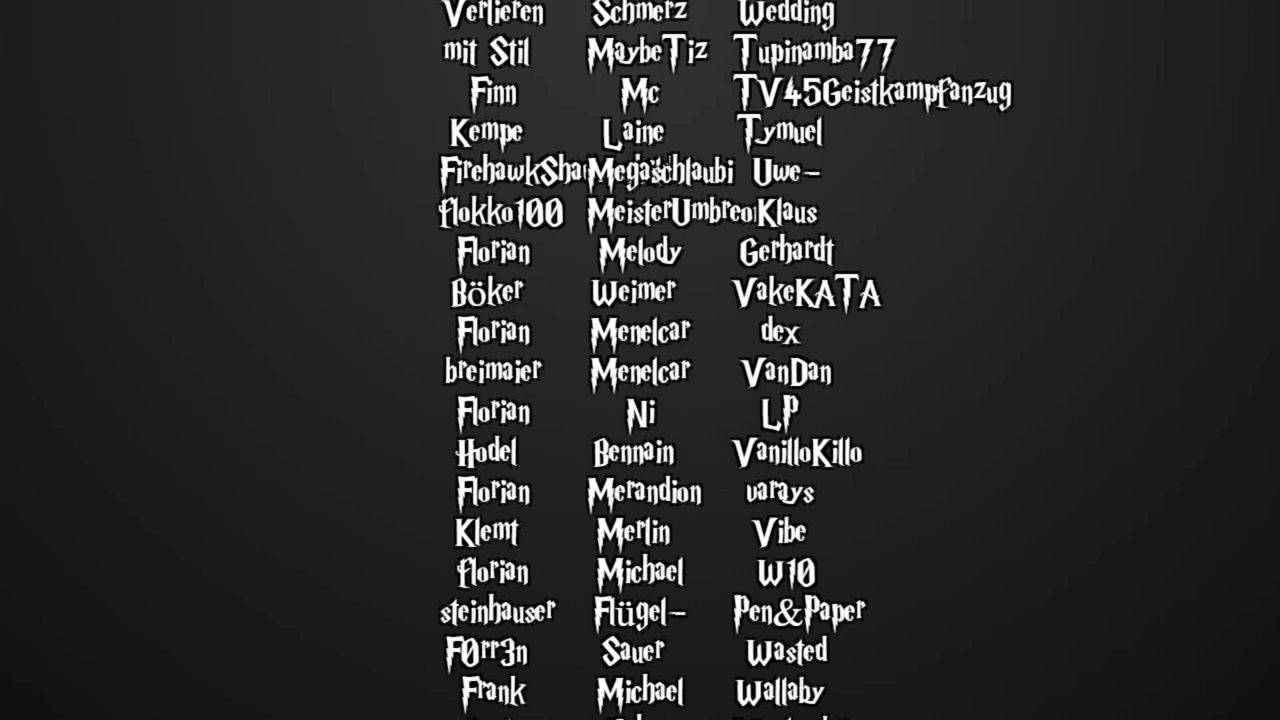 Verlieren Schmerz Wedding
mit Stil MaybeTiz Tupinamba77
Finn Mc TV45Geistkampfanzug
Kempe Laine Tymuel
Megaschlaubi Uwe-
flokko100 Klaus
Florian Melody Gerhardt
Böker Weimer VakeKATA
Florian Menelcar dex
breimaier Menelcar VanDan
Florian Ni LP
Hodel Bennain VanilloKillo
Florian Merandion varays
Klemt Merlin Vibe
florian Michael W10
steinhauser Flügel- Pen&Paper
F0rr3n Sauer Wasted
Frank Michael Wallaby